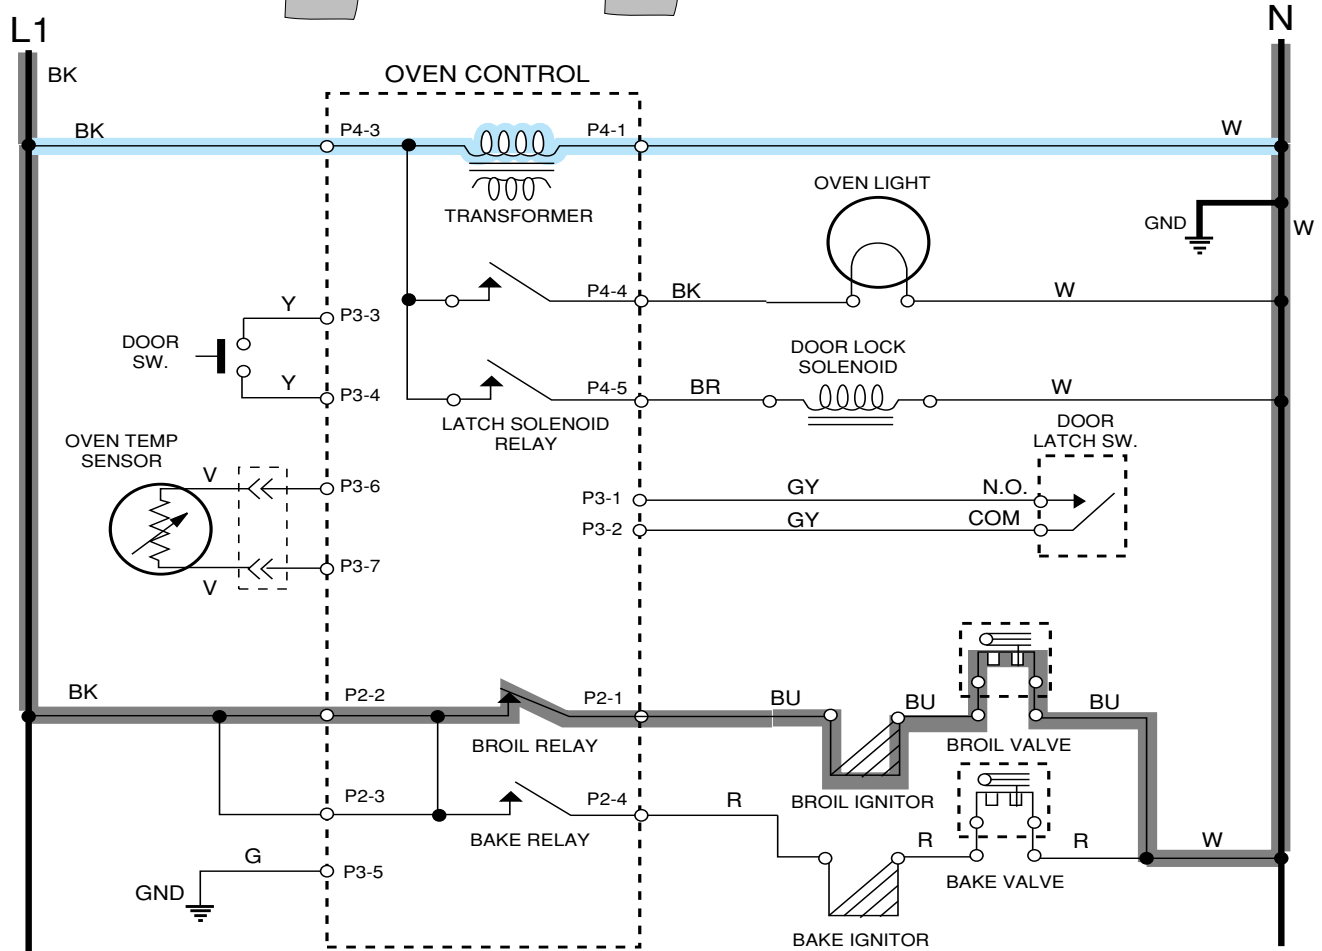 L1
N
BK
OVEN CONTROL
BK
P4-3
P4-1
W
OVEN LIGHT
TRANSFORMER
GND
W
P4-4
BK
W
Y
P3-3
DOOR
SW.
DOOR LOCK
SOLENOID
Y
P3-4
P4-5
BR
W
LATCH SOLENOID
RELAY
DOOR
LATCH SW.
OVEN TEMP
SENSOR
V
P3-6
P3-1
GY
N.O.
P3-2
GY
COM
P3-7
V
BK
P2-2
P2-1
BU
BU
BU
BROIL RELAY
BROIL VALVE
P2-3
P2-4
R
BROIL IGNITOR
BAKE RELAY
R
R
W
G
P3-5
BAKE VALVE
GND
BAKE IGNITOR